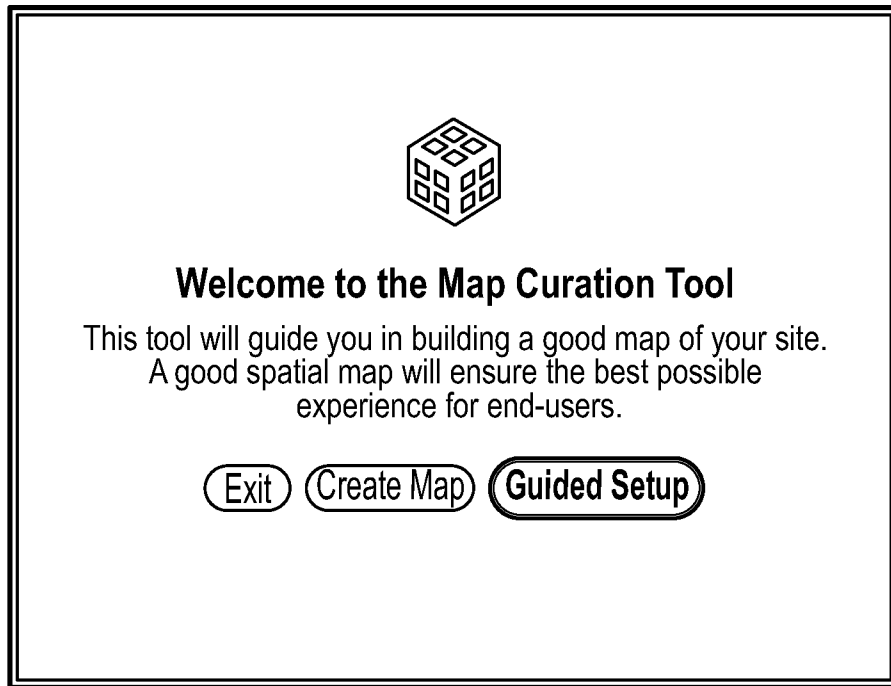 Welcome to the Map Curation Tool
This tool will guide you in building a good map of your site.
A good spatial map will ensure the best possible
experience for end-users.
Exit Create Map Guided Setup